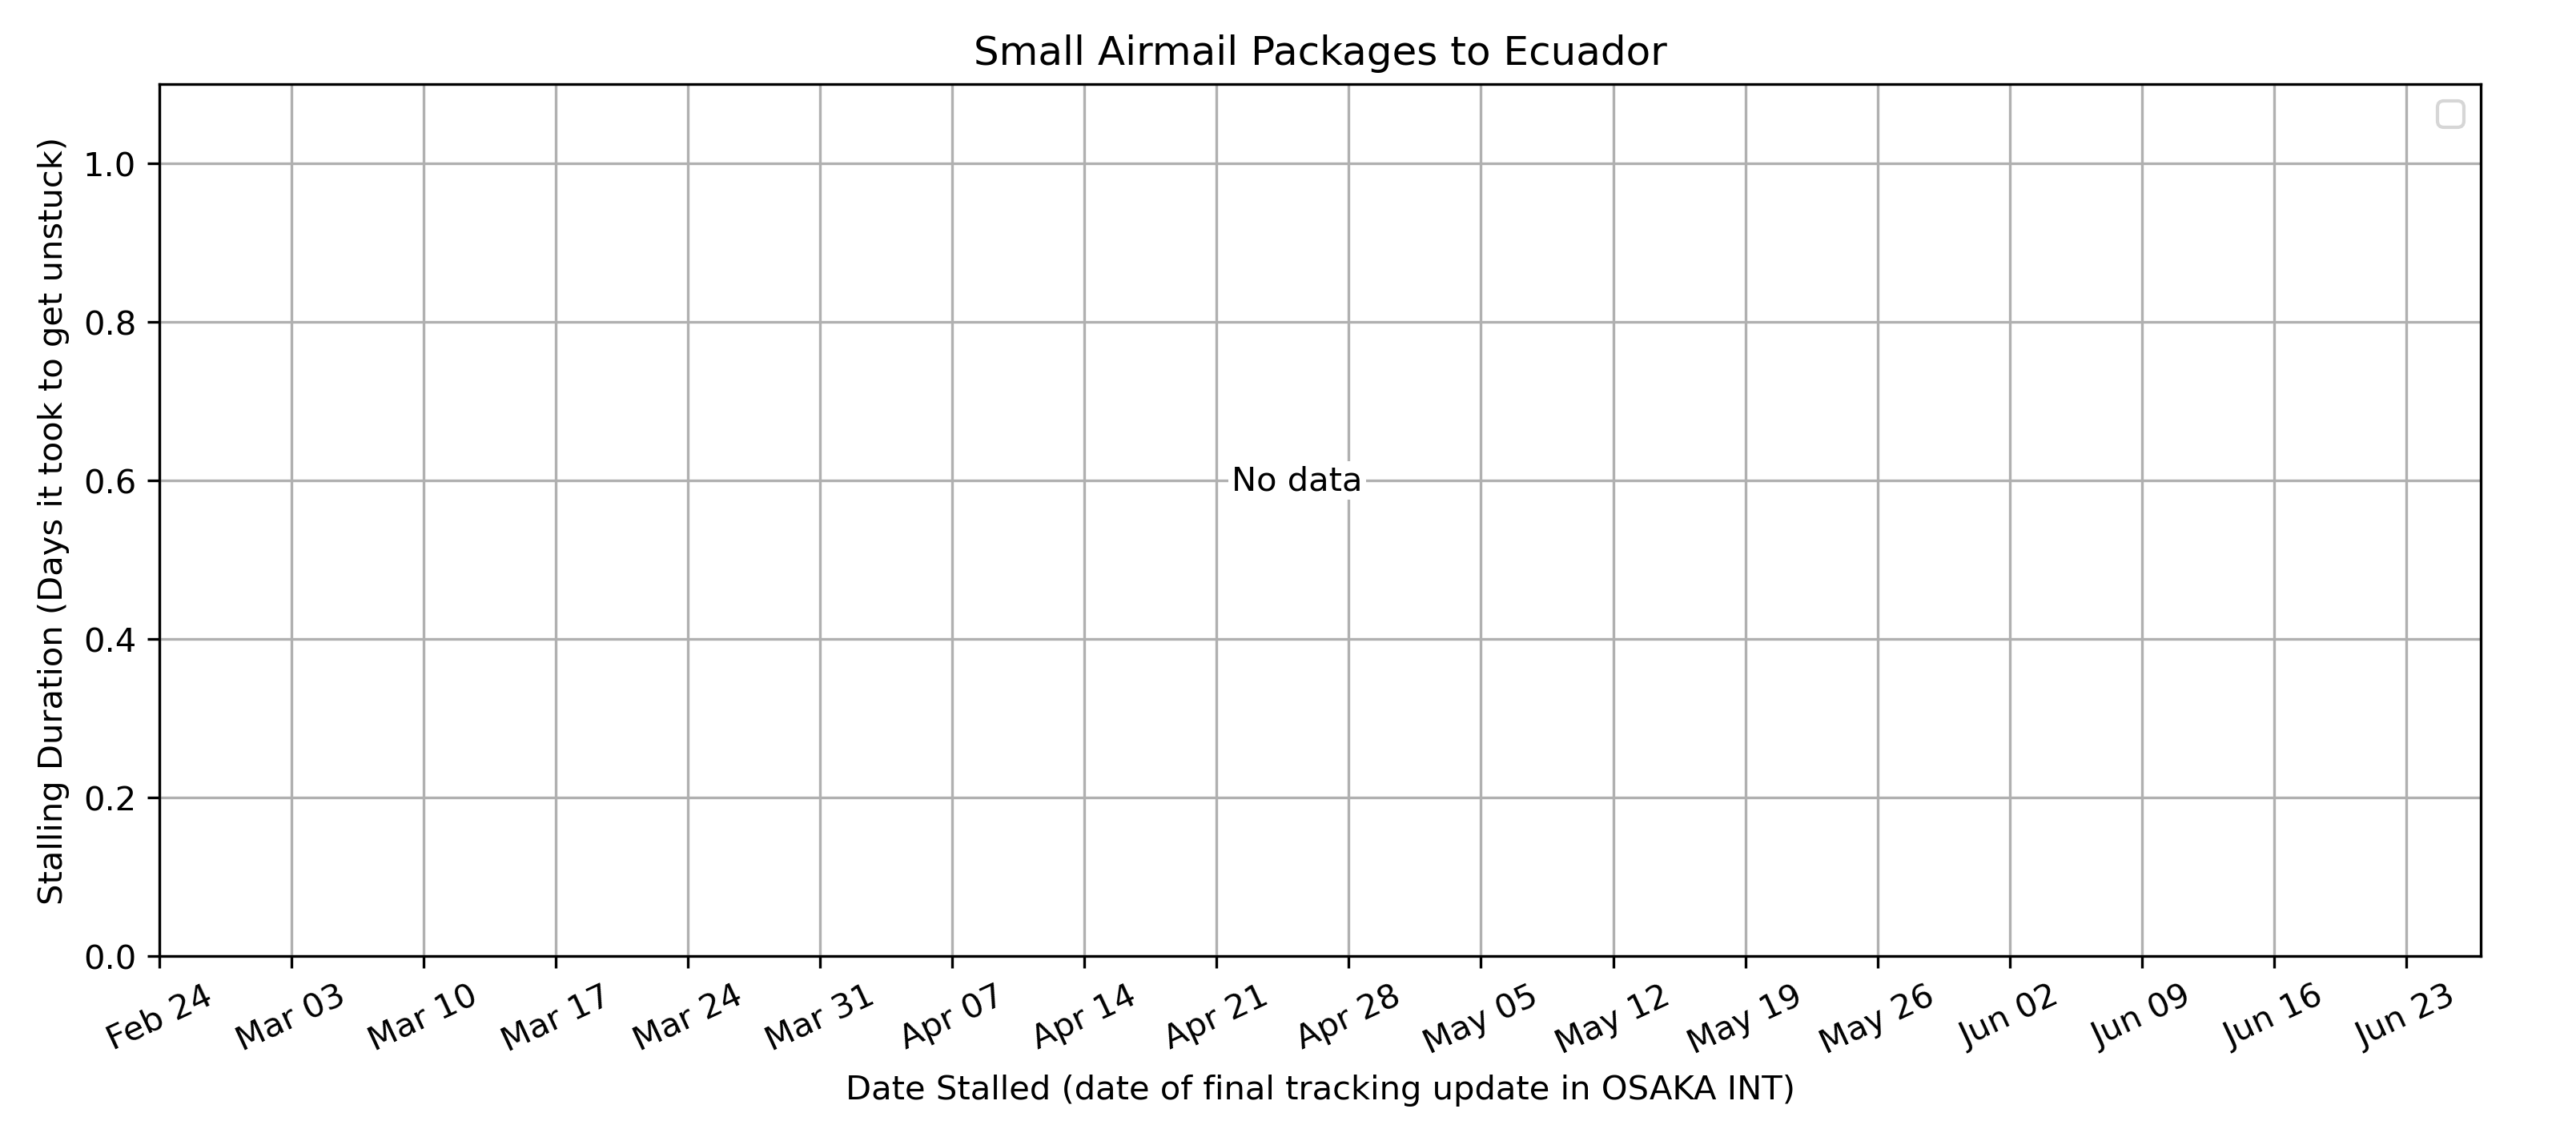 Small Airmail Packages to Ecuador
Stalling Duration (Days it took to get unstuck)
1.0
0.8
0.6
0.4
0.2
0.0
No data
Feb 24 Mar 03 Mar 10 Mar 17 Mar 24 Mar 31 Apr 07 Apr 14 Apr 21 Apr 28 May 05 May 12 May 19 May 26 Jun 02 Jun 09 Jun 16 Jun 23
Date Stalled (date of final tracking update in OSAKA INT)